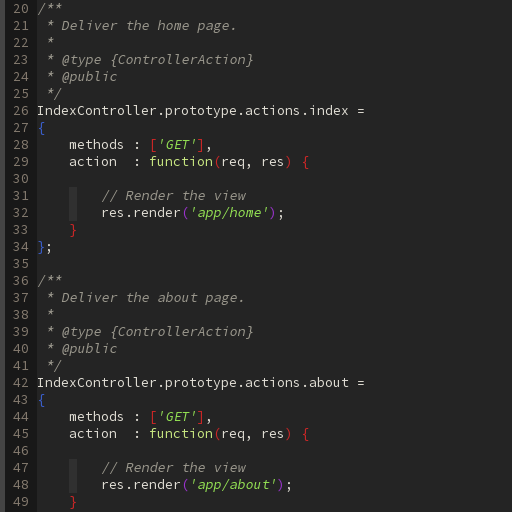 20 /**
21  * Deliver the home page.
22  *
23  * @type {ControllerAction}
24  * @public
25  */
26 IndexController.prototype.actions.index =
27 {
28     methods : ['GET'],
29     action  : function(req, res) {
30
31         // Render the view
32         res.render('app/home');
33     }
34 };
35
36 /**
37  * Deliver the about page.
38  *
39  * @type {ControllerAction}
40  * @public
41  */
42 IndexController.prototype.actions.about =
43 {
44     methods : ['GET'],
45     action  : function(req, res) {
46
47         // Render the view
48         res.render('app/about');
49     }